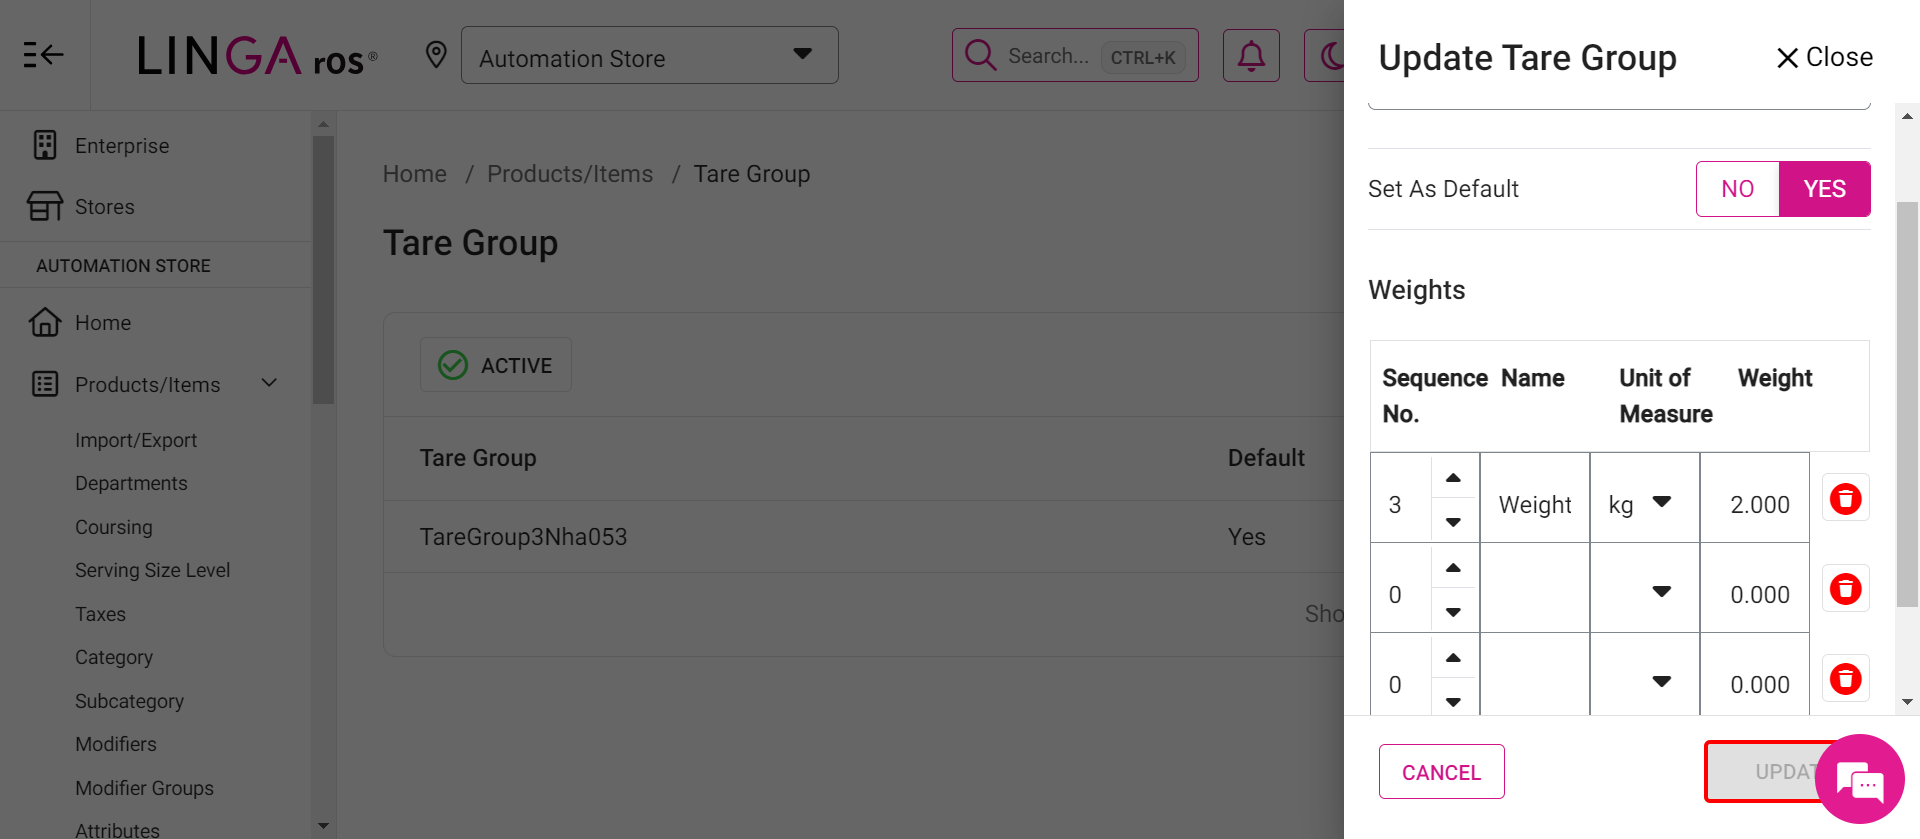 LINGA ros®
Automation Store
Search... CTRL+K
Enterprise
Stores
AUTOMATION STORE
Home
Products/Items
Import/Export
Departments
Coursing
Serving Size Level
Taxes
Category
Subcategory
Modifiers
Modifier Groups
Attributes
Home / Products/Items / Tare Group
Tare Group
ACTIVE
Tare Group Default
TareGroup3Nha053 Yes
Sho
Update Tare Group
Close
Set As Default NO YES
Weights
Sequence No. Name Unit of Measure Weight
3 Weight kg 2.000
0 0.000
0 0.000
CANCEL UPDAT